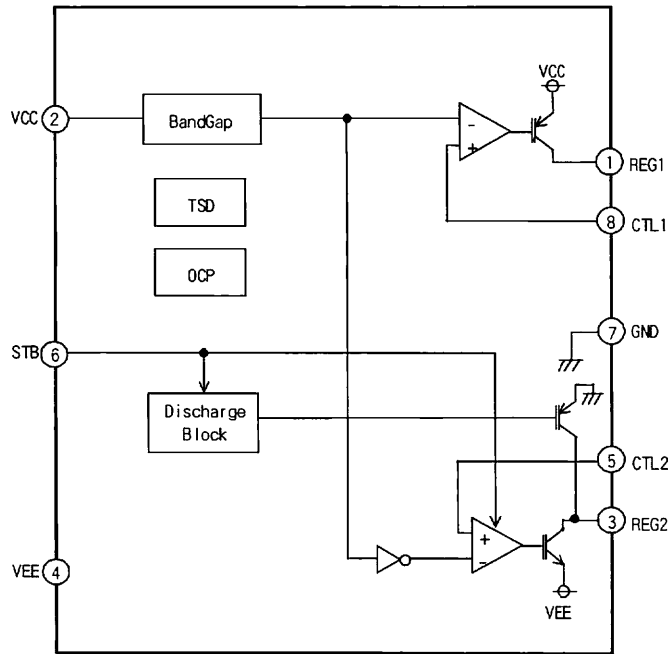 VCC
VCC
2
BandGap
-
+
1
REG1
TSD
8
CTL1
OCP
STB
6
7
GND
Discharge
Block
5
CTL2
3
REG2
+
-
VEE
4
VEE